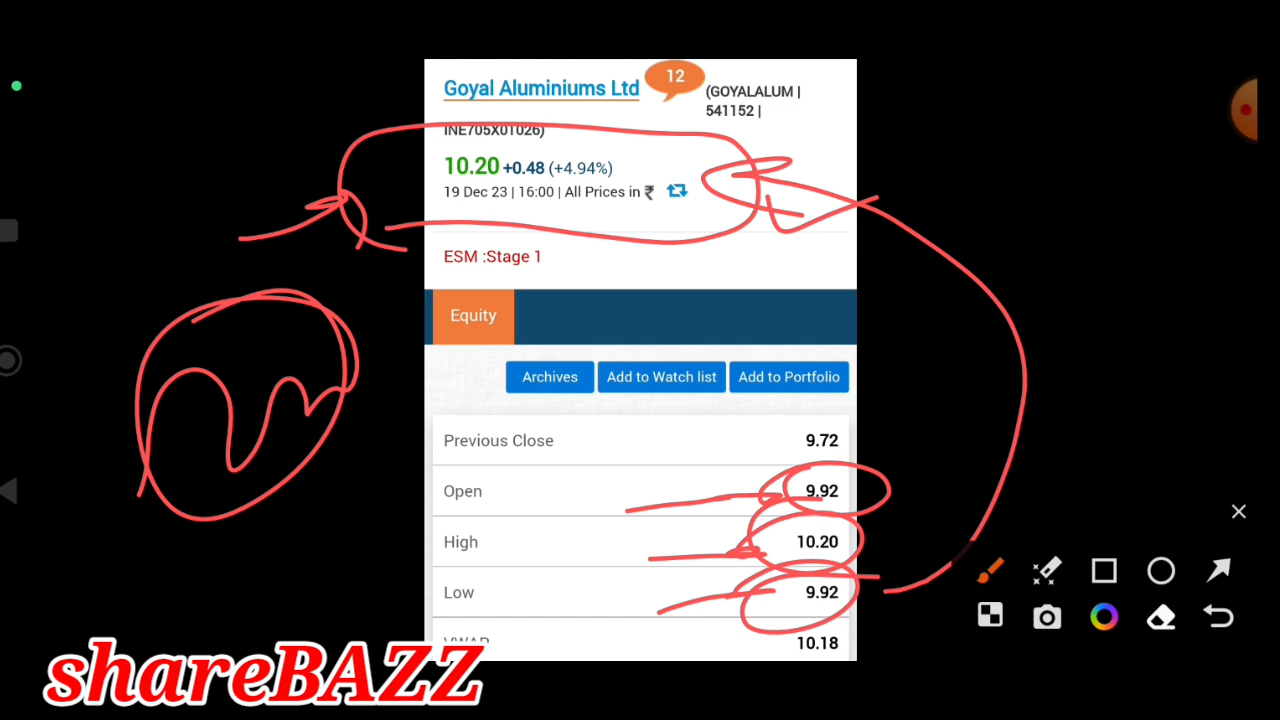 Goyal Aluminiums Ltd
12
(GOYALALUM |
541152 |
INE705X01026)
10.20 +0.48 (+4.94%)
19 Dec 23 | 16:00 | All Prices in ₹
ESM :Stage 1
Equity
Archives Add to Watch list Add to Portfolio
Previous Close 9.72
Open 9.92
High 10.20
Low 9.92
VWAP 10.18
shareBAZZ